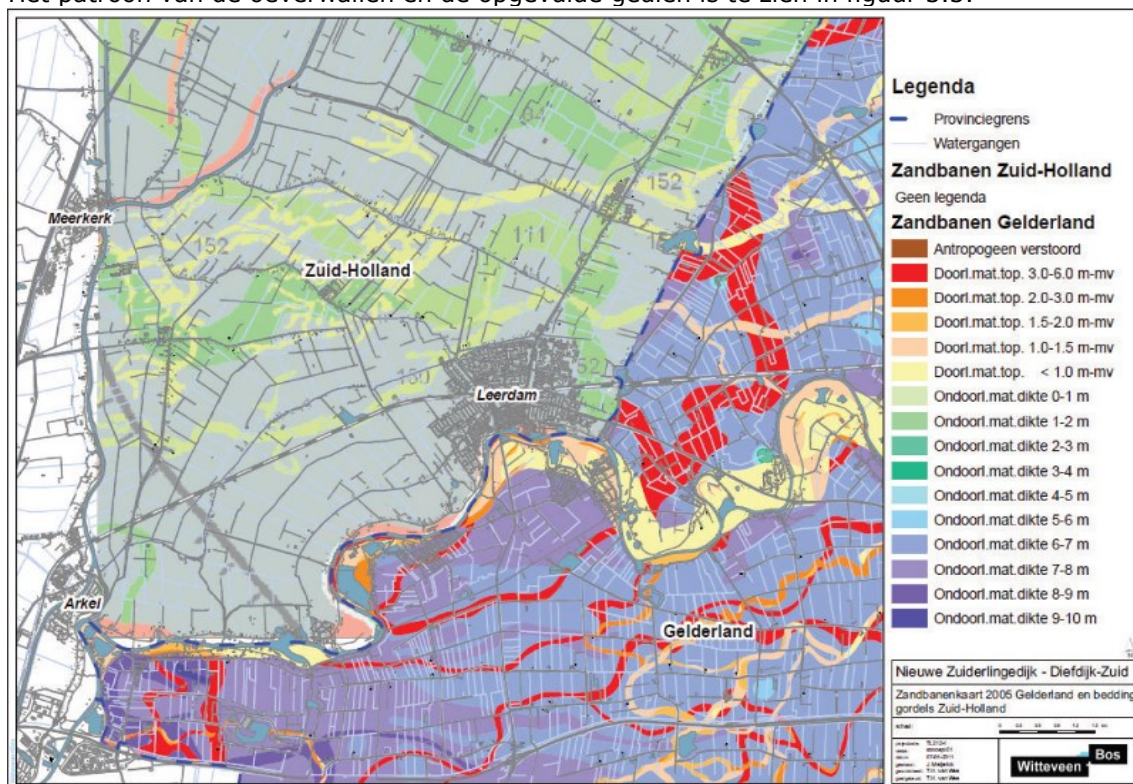 Het patroon van de oeverwallen en de opgevulde geulen is te zien in figuur
Meerkerk
152
152
111
Zuid-Holland
Leerdam
Arkel
Gelderland
Legenda
Provinciegrens
Watergangen
Zandbanen Zuid-Holland
Geen legenda
Zandbanen Gelderland
Antropogeen verstoord
Doorl.mat.top. 3.0-6.0 m-mv
Doorl.mat.top. 2.0-3.0 m-mv
Doorl.mat.top. 1.5-2.0 m-mv
Doorl.mat.top. 1.0-1.5 m-mv
Doorl.mat.top. < 1.0 m-mv
Ondoorl.mat.dikte 0-1 m
Ondoorl.mat.dikte 1-2 m
Ondoorl.mat.dikte 2-3 m
Ondoorl.mat.dikte 3-4 m
Ondoorl.mat.dikte 4-5 m
Ondoorl.mat.dikte 5-6 m
Ondoorl.mat.dikte 6-7 m
Ondoorl.mat.dikte 7-8 m
Ondoorl.mat.dikte 8-9 m
Ondoorl.mat.dikte 9-10 m
Nieuwe Zuiderlingedijk - Diefdijk-Zuid
Zandbanenkaart 2005 Gelderland en bedding
gordels Zuid-Holland
Witteveen Bos